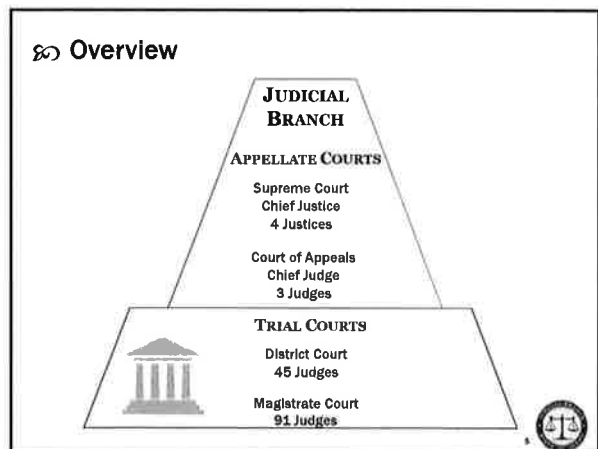 Overview
JUDICIAL
BRANCH
APPELLATE COURTS
Supreme Court
Chief Justice
4 Justices
Court of Appeals
Chief Judge
3 Judges
TRIAL COURTS
District Court
45 Judges
Magistrate Court
91 Judges